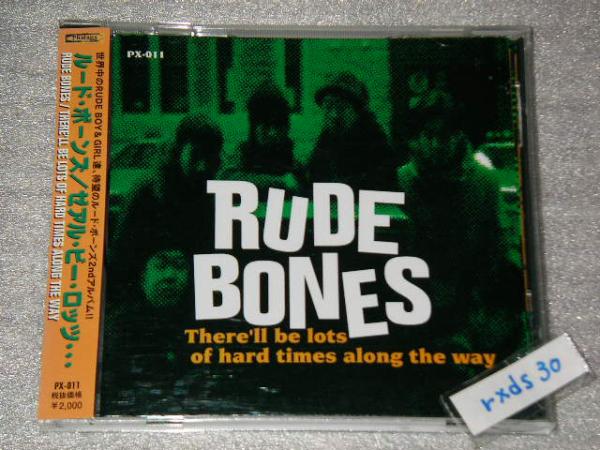 世界中のRUDE BOY & GIRL達、待望のルード・ボーンズ2ndアルバム!!
ルード・ボーンズ/ゼアル・ビー・ロッツ・・・
RUDE BONES / THERE'LL BE LOTS OF HARD TIMES ALONG THE WAY
PX-011
税抜価格
¥2,000
PX-011
RUDE
BONES
There'll be lots
of hard times along the way
rxds 30